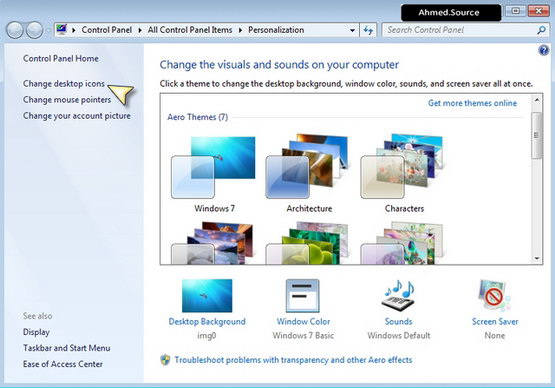 Ahmed.Source
Control Panel ▸ All Control Panel Items ▸ Personalization
Search Control Panel
Control Panel Home
Change desktop icons
Change mouse pointers
Change your account picture
Change the visuals and sounds on your computer
Click a theme to change the desktop background, window color, sounds, and screen saver all at once.
Get more themes online
Aero Themes (7)
Windows 7
Architecture
Characters
Desktop Background
img0
Window Color
Windows 7 Basic
Sounds
Windows Default
Screen Saver
None
See also
Display
Taskbar and Start Menu
Ease of Access Center
Troubleshoot problems with transparency and other Aero effects